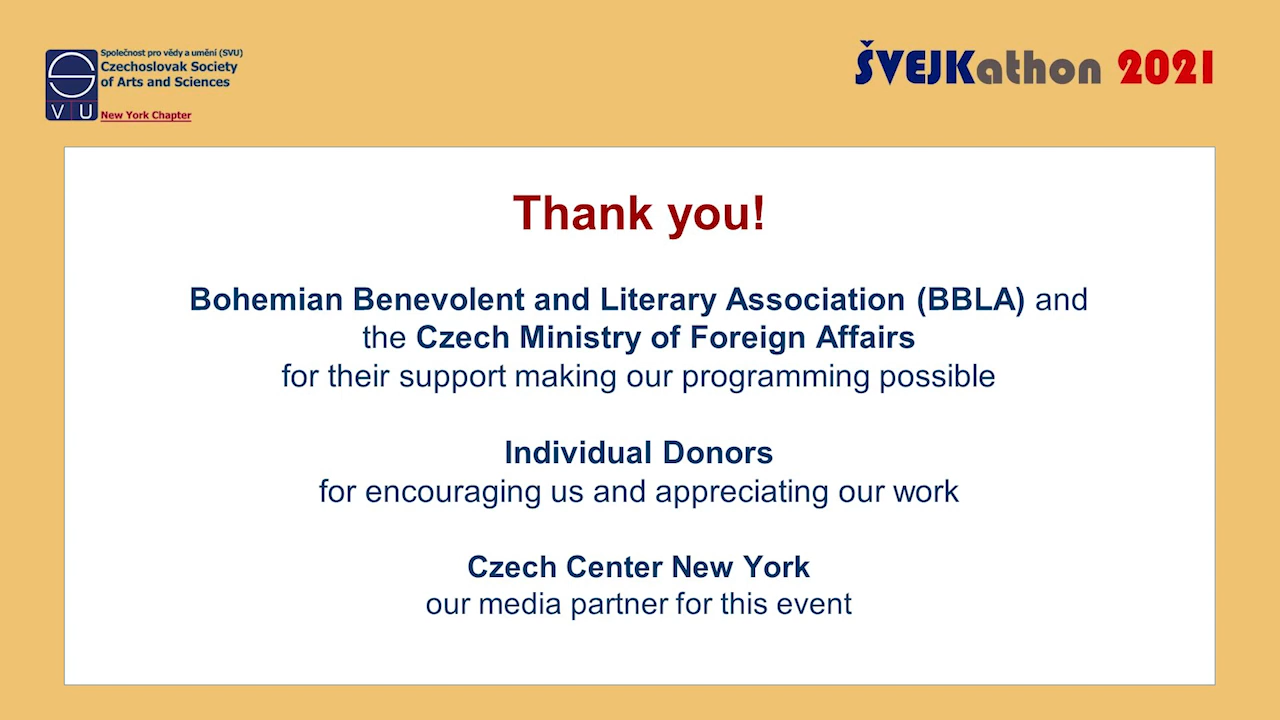 Společnost pro vědy a umění (SVU)
Czechoslovak Society
of Arts and Sciences
S
V U
New York Chapter
ŠVEJKathon 2021
Thank you!
Bohemian Benevolent and Literary Association (BBLA) and
the Czech Ministry of Foreign Affairs
for their support making our programming possible
Individual Donors
for encouraging us and appreciating our work
Czech Center New York
our media partner for this event